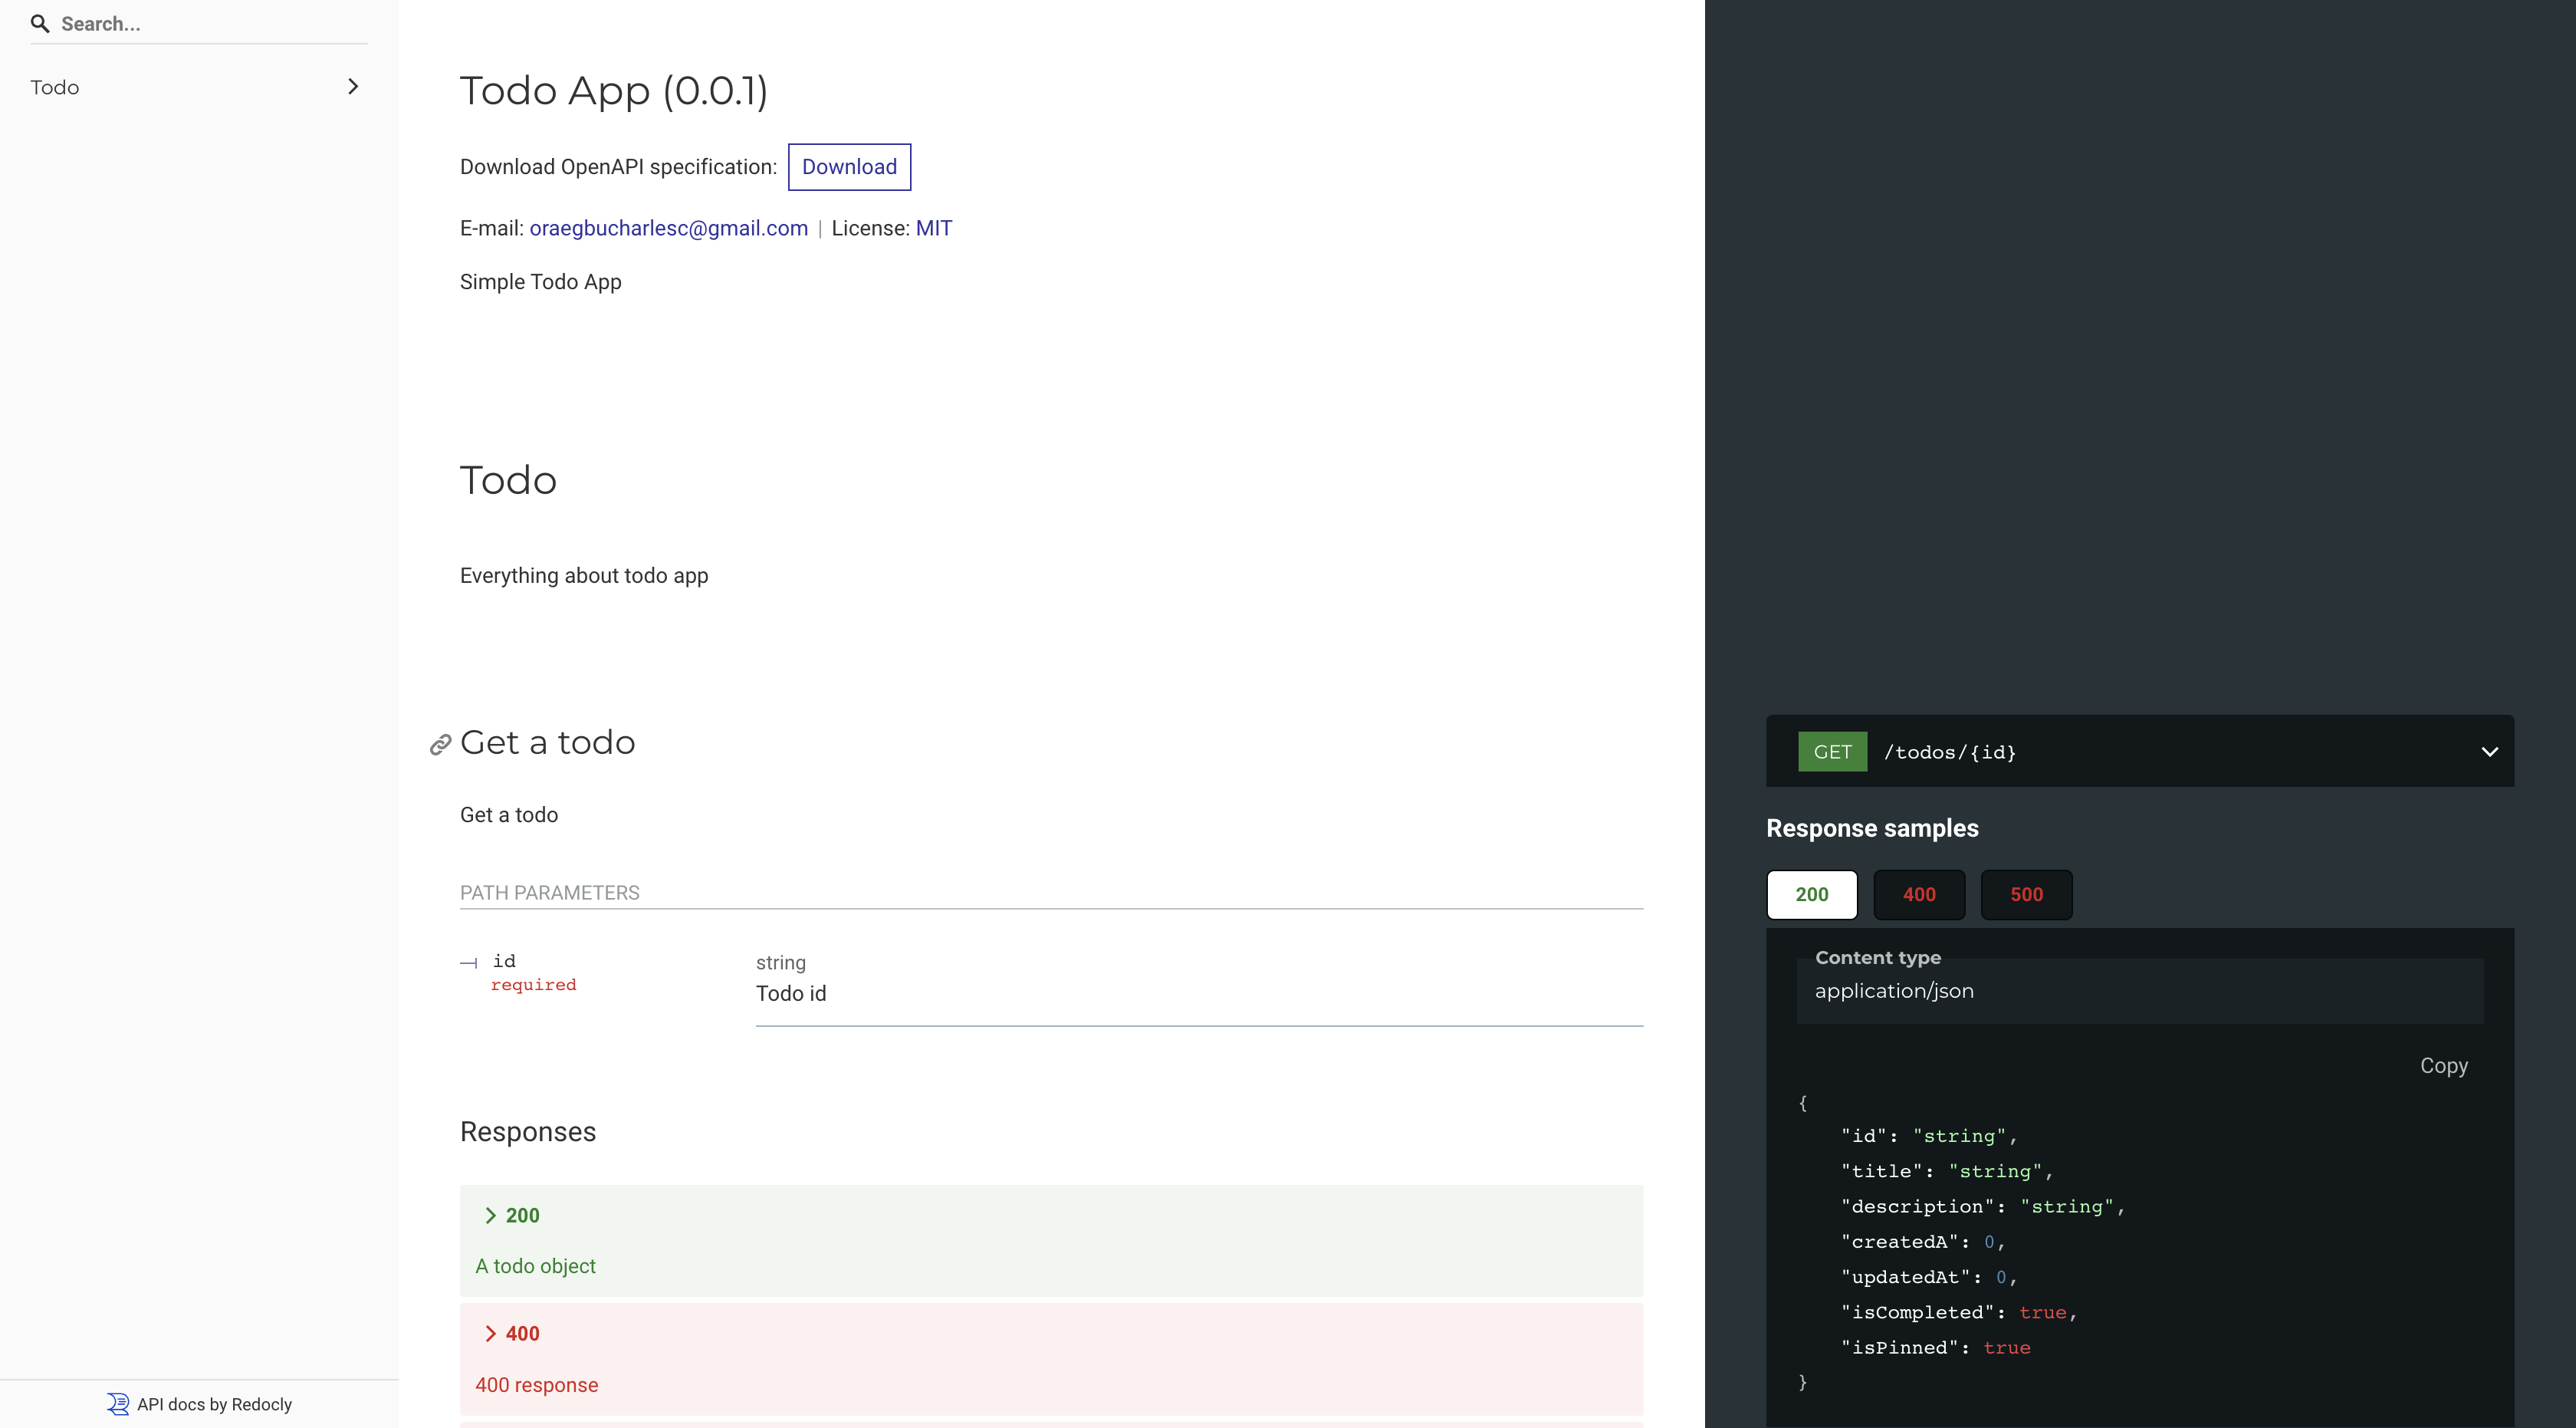 Search...
Todo
API docs by Redocly
Todo App (0.0.1)
Download OpenAPI specification: Download
E-mail: oraegbucharlesc@gmail.com | License: MIT
Simple Todo App
Todo
Everything about todo app
Get a todo
Get a todo
PATH PARAMETERS
id
required
string
Todo id
Responses
200
A todo object
400
400 response
GET /todos/{id}
Response samples
200 400 500
Content type
application/json
Copy
{
"id": "string",
"title": "string",
"description": "string",
"createdA": 0,
"updatedAt": 0,
"isCompleted": true,
"isPinned": true
}